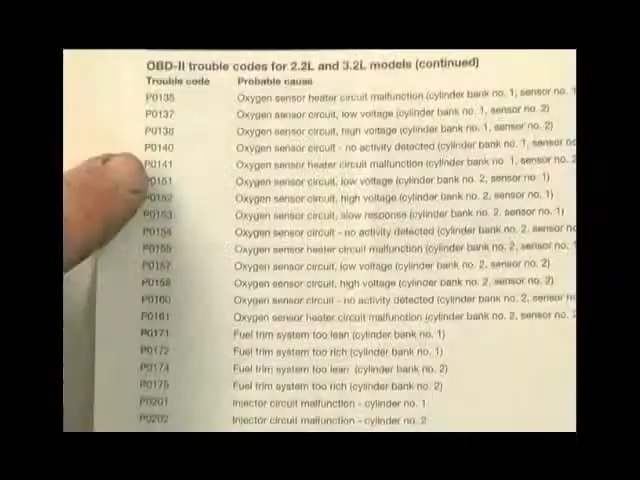 OBD-II trouble codes for 2.2L and 3.2L models (continued)
Trouble code Probable cause
P0135 Oxygen sensor heater circuit malfunction (cylinder bank no. 1, sensor no. 1
P0137 Oxygen sensor circuit, low voltage (cylinder bank no. 1, sensor no. 2)
P0138 Oxygen sensor circuit, high voltage (cylinder bank no. 1, sensor no. 2)
P0140 Oxygen sensor circuit - no activity detected (cylinder bank no. 1, sensor no
P0141 Oxygen sensor heater circuit malfunction (cylinder bank no. 1, sensor no. 2
P0151 Oxygen sensor circuit, low voltage (cylinder bank no. 2, sensor no. 1)
P0152 Oxygen sensor circuit, high voltage (cylinder bank no. 2, sensor no. 1)
P0153 Oxygen sensor circuit, slow response (cylinder bank no. 2, sensor no. 1)
P0154 Oxygen sensor circuit - no activity detected (cylinder bank no. 2, sensor no
P0155 Oxygen sensor heater circuit malfunction (cylinder bank no. 2, sensor no. 1
P0157 Oxygen sensor circuit, low voltage (cylinder bank no. 2, sensor no. 2)
P0158 Oxygen sensor circuit, high voltage (cylinder bank no. 2, sensor no. 2)
P0160 Oxygen sensor circuit - no activity detected (cylinder bank no. 2, sensor n
P0161 Oxygen sensor heater circuit malfunction (cylinder bank no. 2, sensor no. 
P0171 Fuel trim system too lean (cylinder bank no. 1)
P0172 Fuel trim system too rich (cylinder bank no. 1)
P0174 Fuel trim system too lean (cylinder bank no. 2)
P0175 Fuel trim system too rich (cylinder bank no. 2)
P0201 Injector circuit malfunction - cylinder no. 1
P0202 Injector circuit malfunction - cylinder no. 2